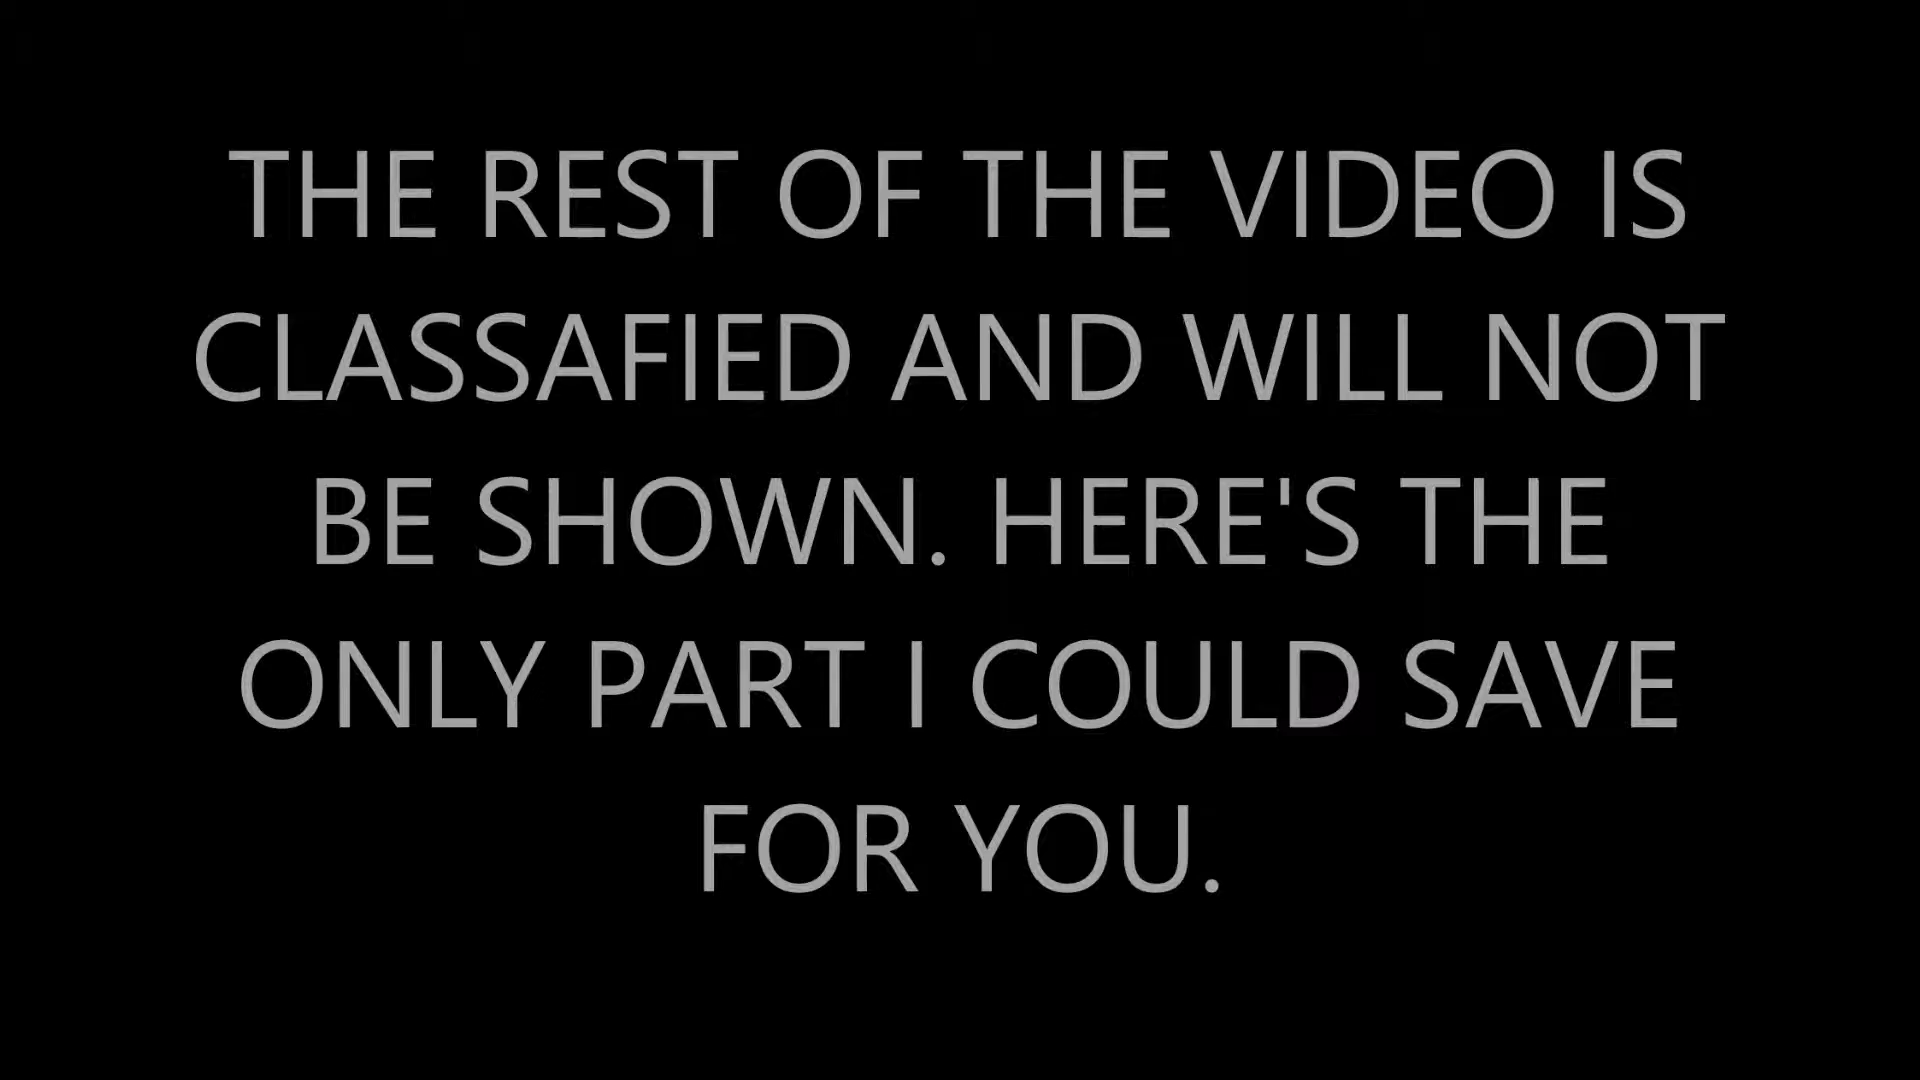 THE REST OF THE VIDEO IS
CLASSAFIED AND WILL NOT
BE SHOWN. HERE'S THE
ONLY PART I COULD SAVE
FOR YOU.